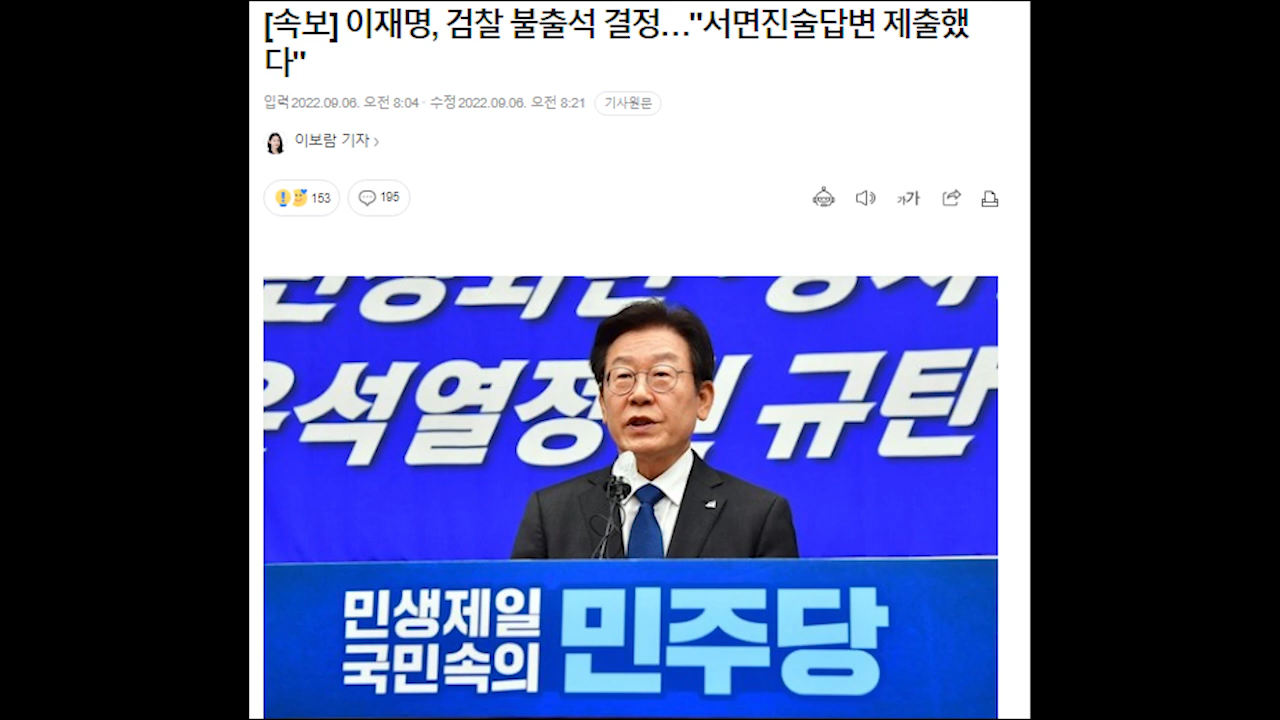 [속보] 이재명, 검찰 불출석 결정…"서면진술답변 제출했
다"
입력 2022.09.06. 오전 8:04 · 수정 2022.09.06. 오전 8:21 기사원문
이보람 기자 >
153 195
가가
윤석열정권 규탄
민생제일 민주당
국민속의